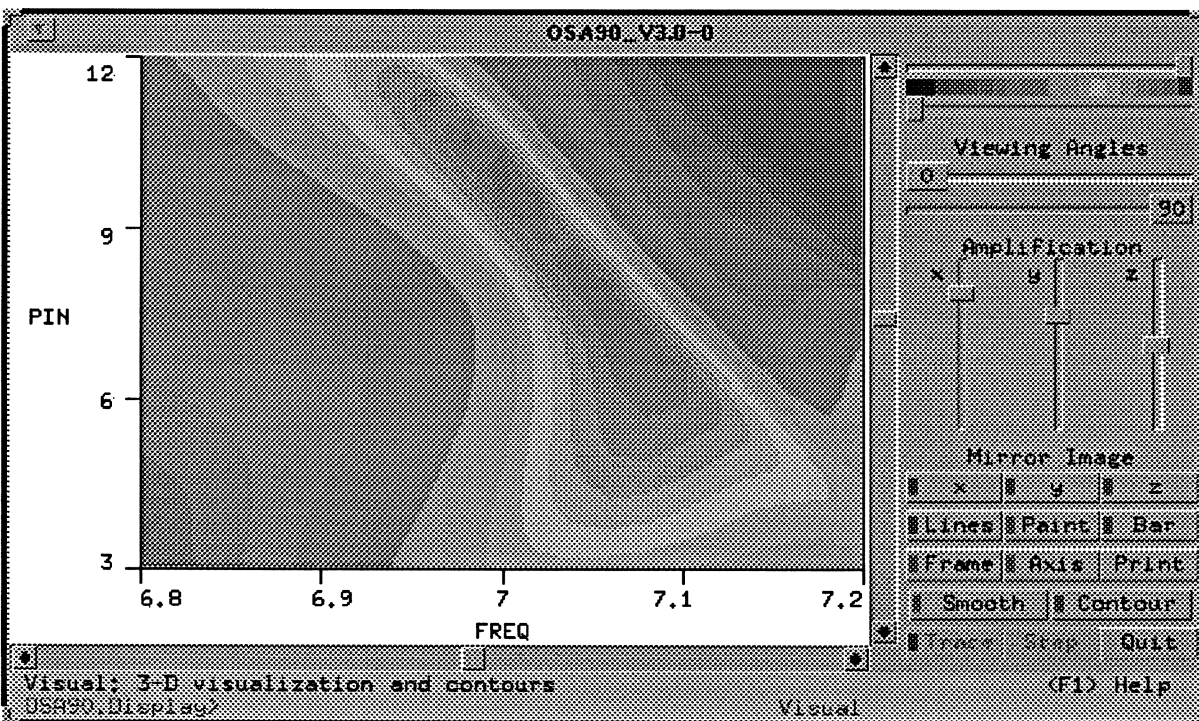 OSA90_V3.0-0
12
9
PIN
6
3
6.8 6.9 7 7.1 7.2
FREQ
Viewing Angles
0
90
Amplification
x y z
Mirror Image
x y z
Lines Paint Bar
Frame Axis Print
Smooth Contour
Trace Step Quit
Visual: 3-D visualization and contours
<F1> Help
OSA90.Display> Visual